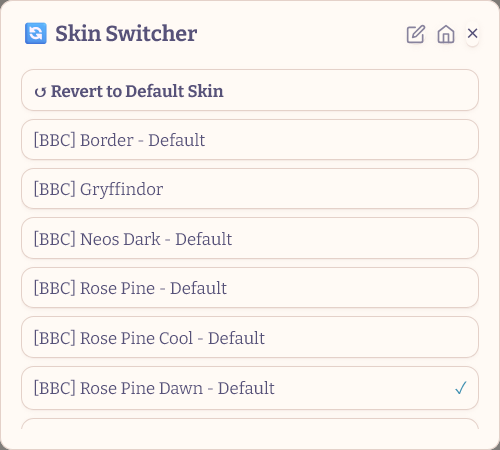 Skin Switcher
↺ Revert to Default Skin
[BBC] Border - Default
[BBC] Gryffindor
[BBC] Neos Dark - Default
[BBC] Rose Pine - Default
[BBC] Rose Pine Cool - Default
[BBC] Rose Pine Dawn - Default ✓